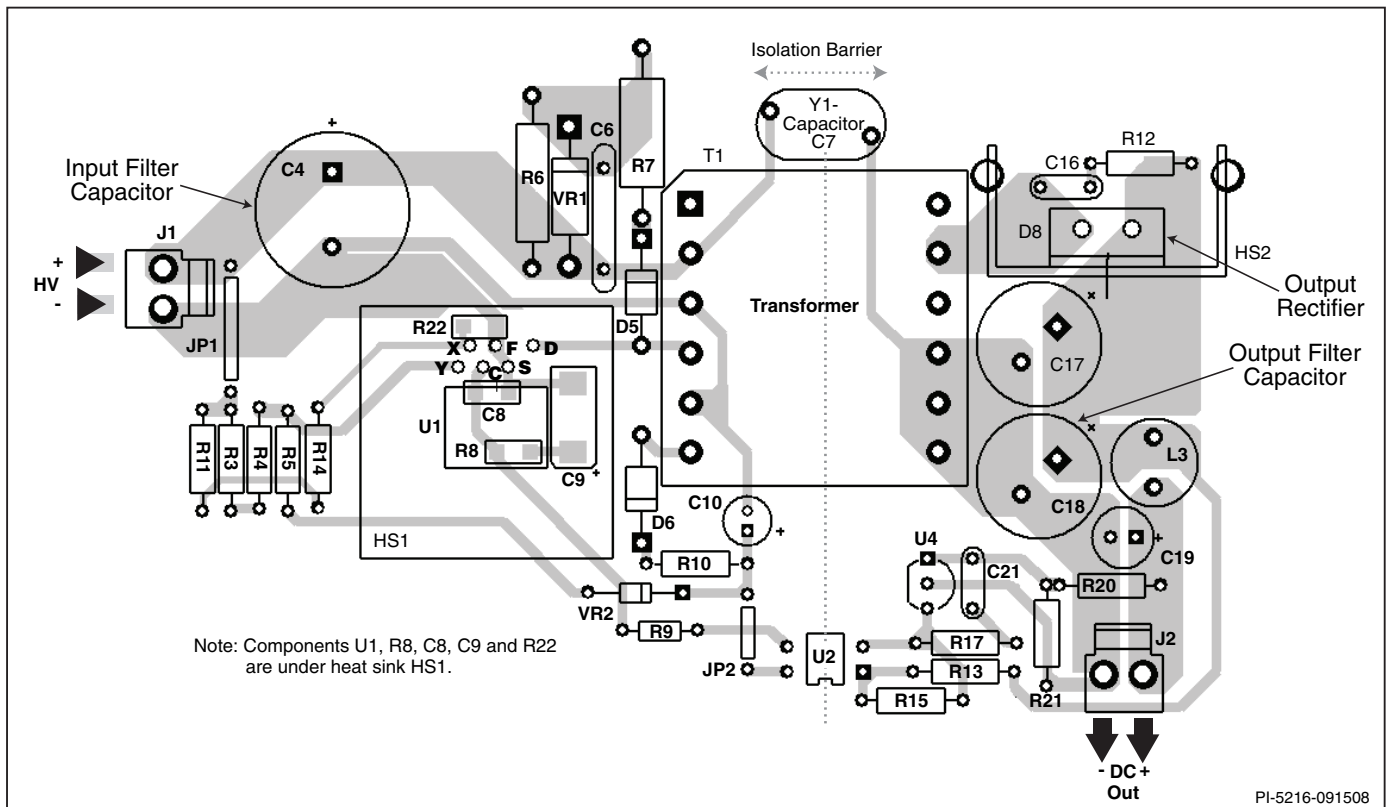 Isolation Barrier
Y1-
Capacitor
C7
+
C4
Input Filter
Capacitor
R6
VR1
C6
R7
T1
R12
C16
D8
HS2
Output
Rectifier
J1
+
HV
-
JP1
Transformer
D5
R22
X
F
D
Y
C
S
C8
U1
R8
C9
+
C17
Output Filter
Capacitor
R11
R3
R4
R5
R14
L3
C18
HS1
D6
C10
+
R10
U4
C21
C19
+
R20
VR2
R9
JP2
U2
R17
R13
R15
R21
J2
Note: Components U1, R8, C8, C9 and R22
are under heat sink HS1.
- DC +
Out
PI-5216-091508